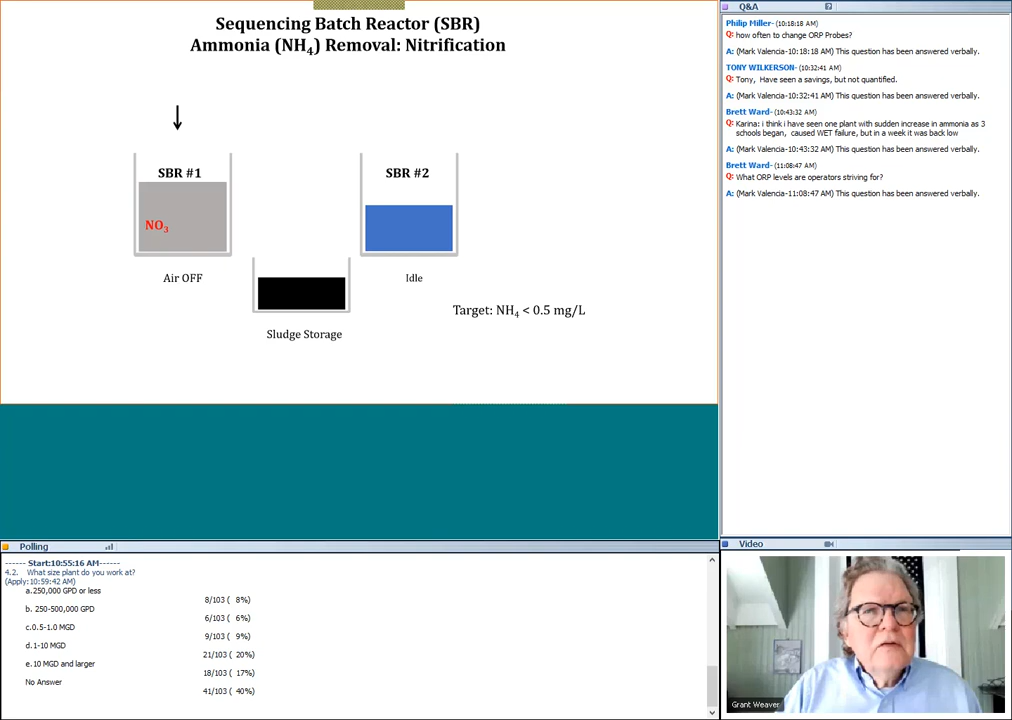 Sequencing Batch Reactor (SBR)
Ammonia (NH4) Removal: Nitrification
SBR #1
SBR #2
NO3
Air OFF
Idle
Target: NH4 < 0.5 mg/L
Sludge Storage
Q&A
Philip Miller- (10:18:18 AM)
Q: how often to change ORP Probes?
A: (Mark Valencia-10:18:18 AM) This question has been answered verbally.
TONY WILKERSON- (10:32:41 AM)
Q: Tony, Have seen a savings, but not quantified.
A: (Mark Valencia-10:32:41 AM) This question has been answered verbally.
Brett Ward- (10:43:32 AM)
Q: Karina: i think i have seen one plant with sudden increase in ammonia as 3
schools began, caused WET failure, but in a week it was back low
A: (Mark Valencia-10:43:32 AM) This question has been answered verbally.
Brett Ward- (11:08:47 AM)
Q: What ORP levels are operators striving for?
A: (Mark Valencia-11:08:47 AM) This question has been answered verbally.
Polling
------ Start:10:55:16 AM------
4.2. What size plant do you work at?
(Apply:10:59:42 AM)
a.250,000 GPD or less
8/103 ( 8%)
b. 250-500,000 GPD
6/103 ( 6%)
c.0.5-1.0 MGD
9/103 ( 9%)
d.1-10 MGD
21/103 ( 20%)
e.10 MGD and larger
18/103 ( 17%)
No Answer
41/103 ( 40%)
Video
Grant Weaver